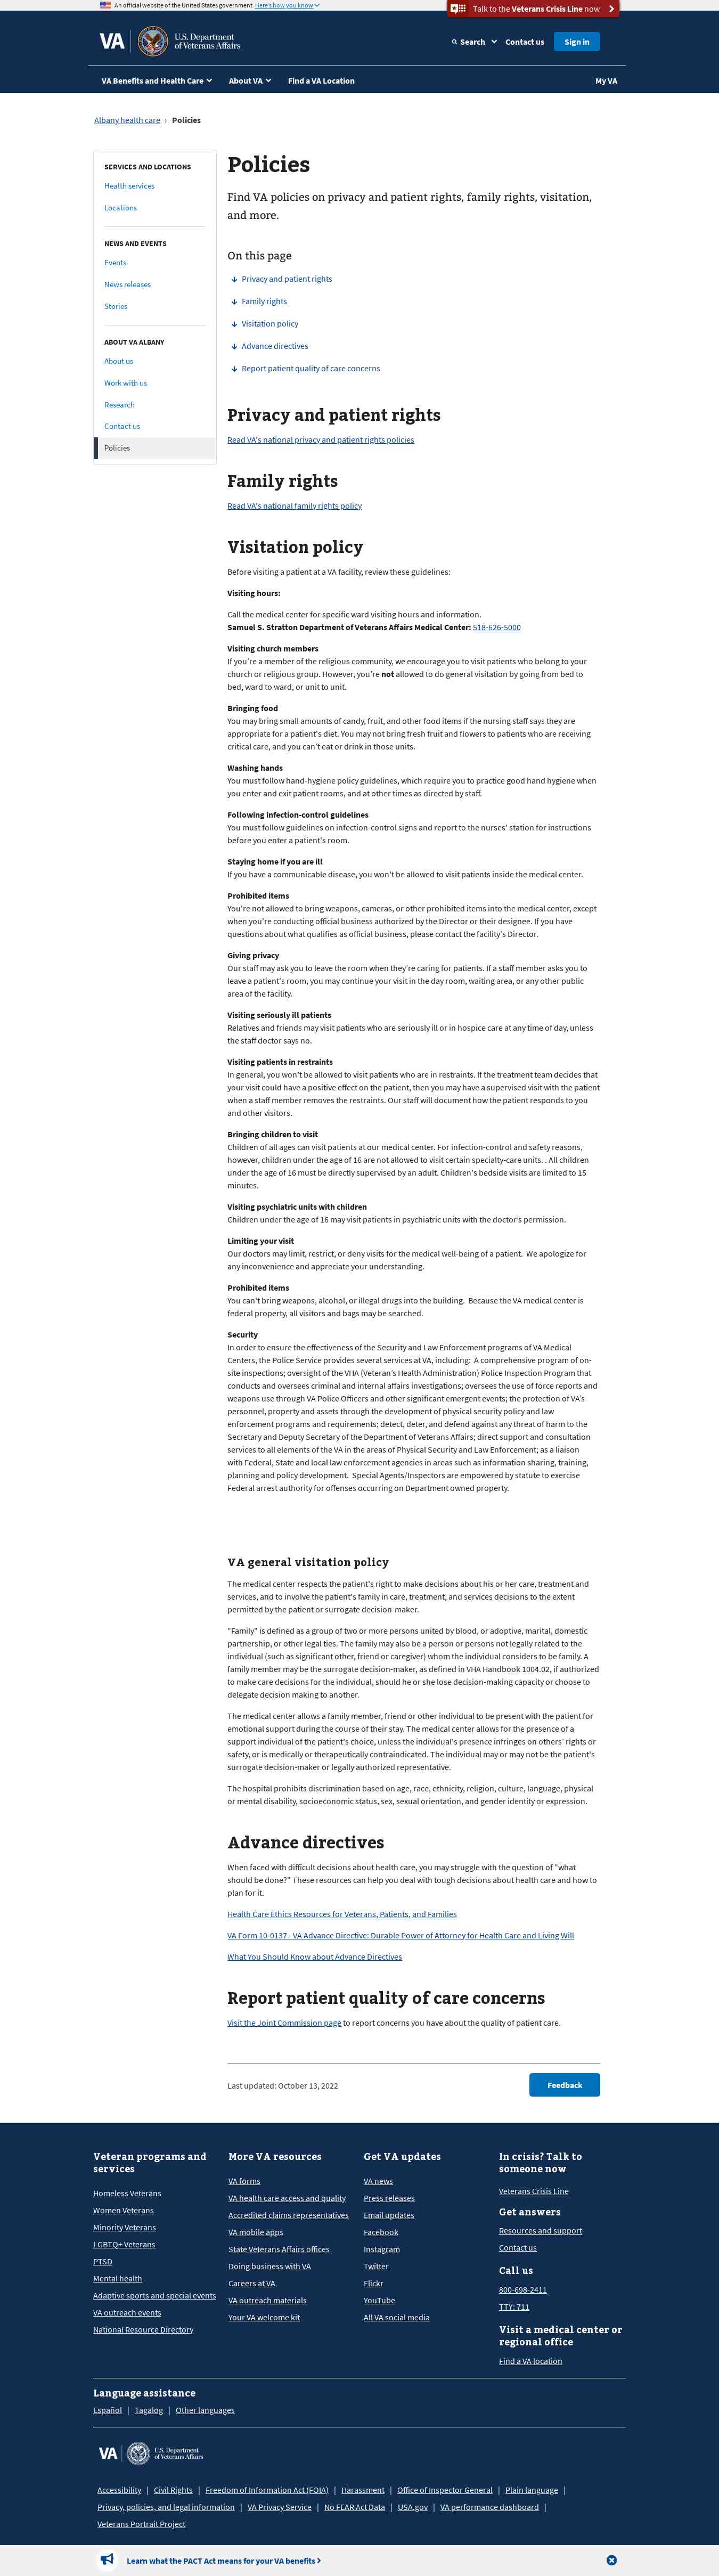 An official website of the United States government Here's how you know
Talk to the Veterans Crisis Line now
VA
U.S. Department
of Veterans Affairs
Search
Contact us
Sign in
VA Benefits and Health Care
About VA
Find a VA Location
My VA
Albany health care › Policies
SERVICES AND LOCATIONS
Health services
Locations
NEWS AND EVENTS
Events
News releases
Stories
ABOUT VA ALBANY
About us
Work with us
Research
Contact us
Policies
Policies
Find VA policies on privacy and patient rights, family rights, visitation,
and more.
On this page
Privacy and patient rights
Family rights
Visitation policy
Advance directives
Report patient quality of care concerns
Privacy and patient rights
Read VA's national privacy and patient rights policies
Family rights
Read VA's national family rights policy
Visitation policy
Before visiting a patient at a VA facility, review these guidelines:
Visiting hours:
Call the medical center for specific ward visiting hours and information.
Samuel S. Stratton Department of Veterans Affairs Medical Center: 518-626-5000
Visiting church members
If you're a member of the religious community, we encourage you to visit patients who belong to your
church or religious group. However, you're not allowed to do general visitation by going from bed to
bed, ward to ward, or unit to unit.
Bringing food
You may bring small amounts of candy, fruit, and other food items if the nursing staff says they are
appropriate for a patient's diet. You may not bring fresh fruit and flowers to patients who are receiving
critical care, and you can't eat or drink in those units.
Washing hands
You must follow hand-hygiene policy guidelines, which require you to practice good hand hygiene when
you enter and exit patient rooms, and at other times as directed by staff.
Following infection-control guidelines
You must follow guidelines on infection-control signs and report to the nurses' station for instructions
before you enter a patient's room.
Staying home if you are ill
If you have a communicable disease, you won't be allowed to visit patients inside the medical center.
Prohibited items
You're not allowed to bring weapons, cameras, or other prohibited items into the medical center, except
when you're conducting official business authorized by the Director or their designee. If you have
questions about what qualifies as official business, please contact the facility's Director.
Giving privacy
Our staff may ask you to leave the room when they're caring for patients. If a staff member asks you to
leave a patient's room, you may continue your visit in the day room, waiting area, or any other public
area of the facility.
Visiting seriously ill patients
Relatives and friends may visit patients who are seriously ill or in hospice care at any time of day, unless
the staff doctor says no.
Visiting patients in restraints
In general, you won't be allowed to visit patients who are in restraints. If the treatment team decides that
your visit could have a positive effect on the patient, then you may have a supervised visit with the patient
when a staff member removes the restraints. Our staff will document how the patient responds to you
and other visitors.
Bringing children to visit
Children of all ages can visit patients at our medical center. For infection-control and safety reasons,
however, children under the age of 16 are not allowed to visit certain simply-care units. . All children
under the age of 16 must be directly supervised by an adult. Children's bedside visits are limited to 15
minutes.
Visiting psychiatric units with children
Children under the age of 16 may visit patients in psychiatric units with the doctor's permission.
Limiting your visit
Our doctors may limit, restrict, or deny visits for the medical well-being of a patient. We apologize for
any inconvenience and appreciate your understanding.
Prohibited items
You can't bring weapons, alcohol, or illegal drugs into the building. Because the VA medical center is
federal property, all visitors and bags may be searched.
Security
In order to ensure the effectiveness of the Security and Law Enforcement programs of VA Medical
Centers, the Police Service provides several services at VA, including: A comprehensive program of on-
site inspections; oversight of the VHA (Veteran's Health Administration) Police Inspection Program that
conducts and oversees criminal and internal affairs investigations; oversees the use of force reports and
weapons use through VA Police Officers and other significant emergent events; the protection of VA's
personnel, property and assets through the development of physical security policy and law
enforcement programs and requirements; detect, deter, and defend against any threat of harm to the
Secretary and Deputy Secretary of the Department of Veterans Affairs; direct support and consultation
services to all elements of the VA in the areas of Physical Security and Law Enforcement; as a liaison
with Federal, State and local law enforcement agencies in areas such as information sharing, training,
planning and policy development. Special Agents/Inspectors are empowered by statute to exercise
Federal arrest authority for offenses occurring on Department owned property.
VA general visitation policy
The medical center respects the patient's right to make decisions about his or her care, treatment and
services, and to involve the patient's family in care, treatment, and services decisions to the extent
permitted by the patient or surrogate decision-maker.
"Family" is defined as a group of two or more persons united by blood, or adoptive, marital, domestic
partnership, or other legal ties. The family may also be a person or persons not legally related to the
individual (such as significant other, friend or caregiver) whom the individual considers to be family. A
family member may be the surrogate decision-maker, as defined in VHA Handbook 1004.02, if authorized
to make care decisions for the individual, should he or she lose decision-making capacity or choose to
delegate decision making to another.
The medical center allows a family member, friend or other individual to be present with the patient for
emotional support during the course of their stay. The medical center allows for the presence of a
support individual of the patient's choice, unless the individual's presence infringes on others' rights or
safety, or is medically or therapeutically contraindicated. The individual may or may not be the patient's
surrogate decision-maker or legally authorized representative.
The hospital prohibits discrimination based on age, race, ethnicity, religion, culture, language, physical
or mental disability, socioeconomic status, sex, sexual orientation, and gender identity or expression.
Advance directives
When faced with difficult decisions about health care, you may struggle with the question of "what
should be done?" These resources can help you deal with tough decisions about health care and how to
plan for it.
Health Care Ethics Resources for Veterans, Patients, and Families
VA Form 10-0137 - VA Advance Directive: Durable Power of Attorney for Health Care and Living Will
What You Should Know about Advance Directives
Report patient quality of care concerns
Visit the Joint Commission page to report concerns you have about the quality of patient care.
Last updated: October 13, 2022
Feedback
Veteran programs and
services
Homeless Veterans
Women Veterans
Minority Veterans
LGBTQ+ Veterans
PTSD
Mental health
Adaptive sports and special events
VA outreach events
National Resource Directory
More VA resources
VA forms
VA health care access and quality
Accredited claims representatives
VA mobile apps
State Veterans Affairs offices
Doing business with VA
Careers at VA
VA outreach materials
Your VA welcome kit
Get VA updates
VA news
Press releases
Email updates
Facebook
Instagram
Twitter
Flickr
YouTube
All VA social media
In crisis? Talk to
someone now
Veterans Crisis Line
Get answers
Resources and support
Contact us
Call us
800-698-2411
TTY: 711
Visit a medical center or
regional office
Find a VA location
Language assistance
Español | Tagalog | Other languages
VA
U.S. Department
of Veterans Affairs
Accessibility | Civil Rights | Freedom of Information Act (FOIA) | Harassment | Office of Inspector General | Plain language |
Privacy, policies, and legal information | VA Privacy Service | No FEAR Act Data | USA.gov | VA performance dashboard |
Veterans Portrait Project
Learn what the PACT Act means for your VA benefits